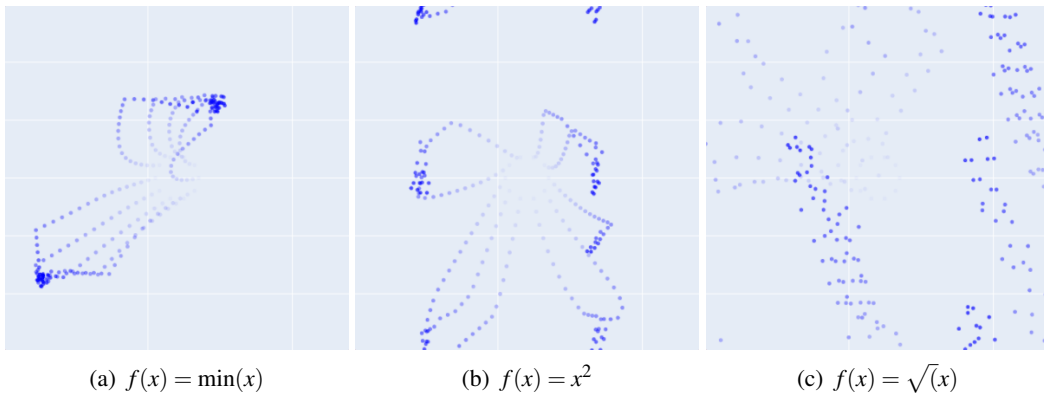 (a) f(x) = min(x)
(b) f(x) = x²
(c) f(x) = √(x)